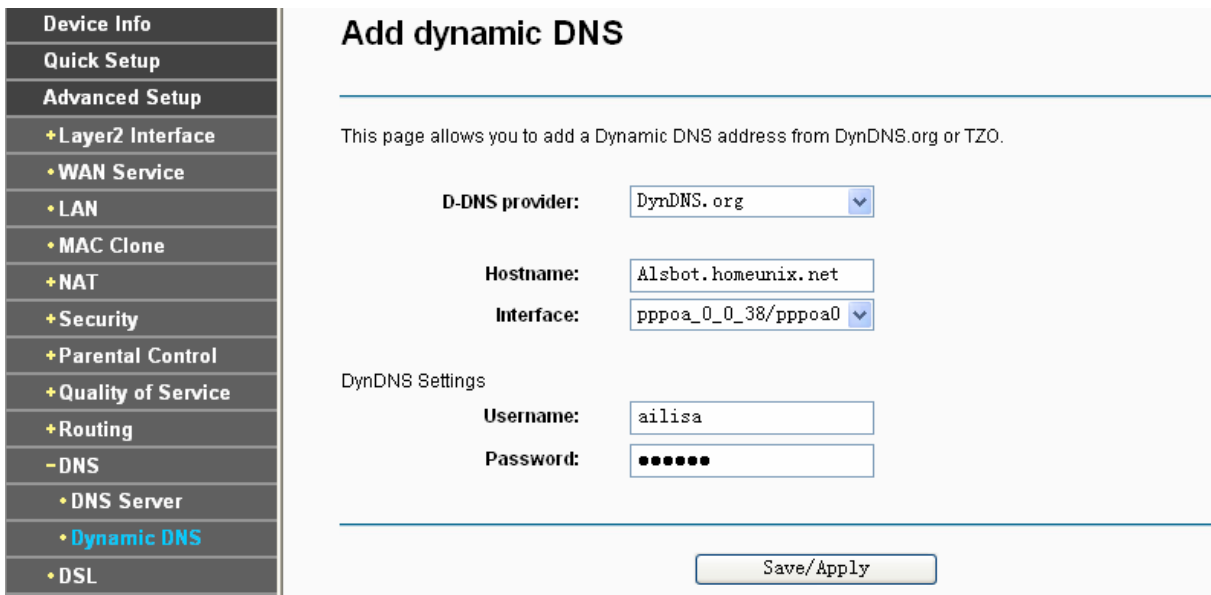 Device Info
Quick Setup
Advanced Setup
+Layer2 Interface
•WAN Service
•LAN
•MAC Clone
+NAT
+Security
+Parental Control
+Quality of Service
+Routing
−DNS
•DNS Server
•Dynamic DNS
•DSL
Add dynamic DNS
This page allows you to add a Dynamic DNS address from DynDNS.org or TZO.
D-DNS provider: DynDNS.org
Hostname: Alsbot.homeunix.net
Interface: pppoa_0_0_38/pppoa0
DynDNS Settings
Username: ailisa
Password: ●●●●●●
Save/Apply